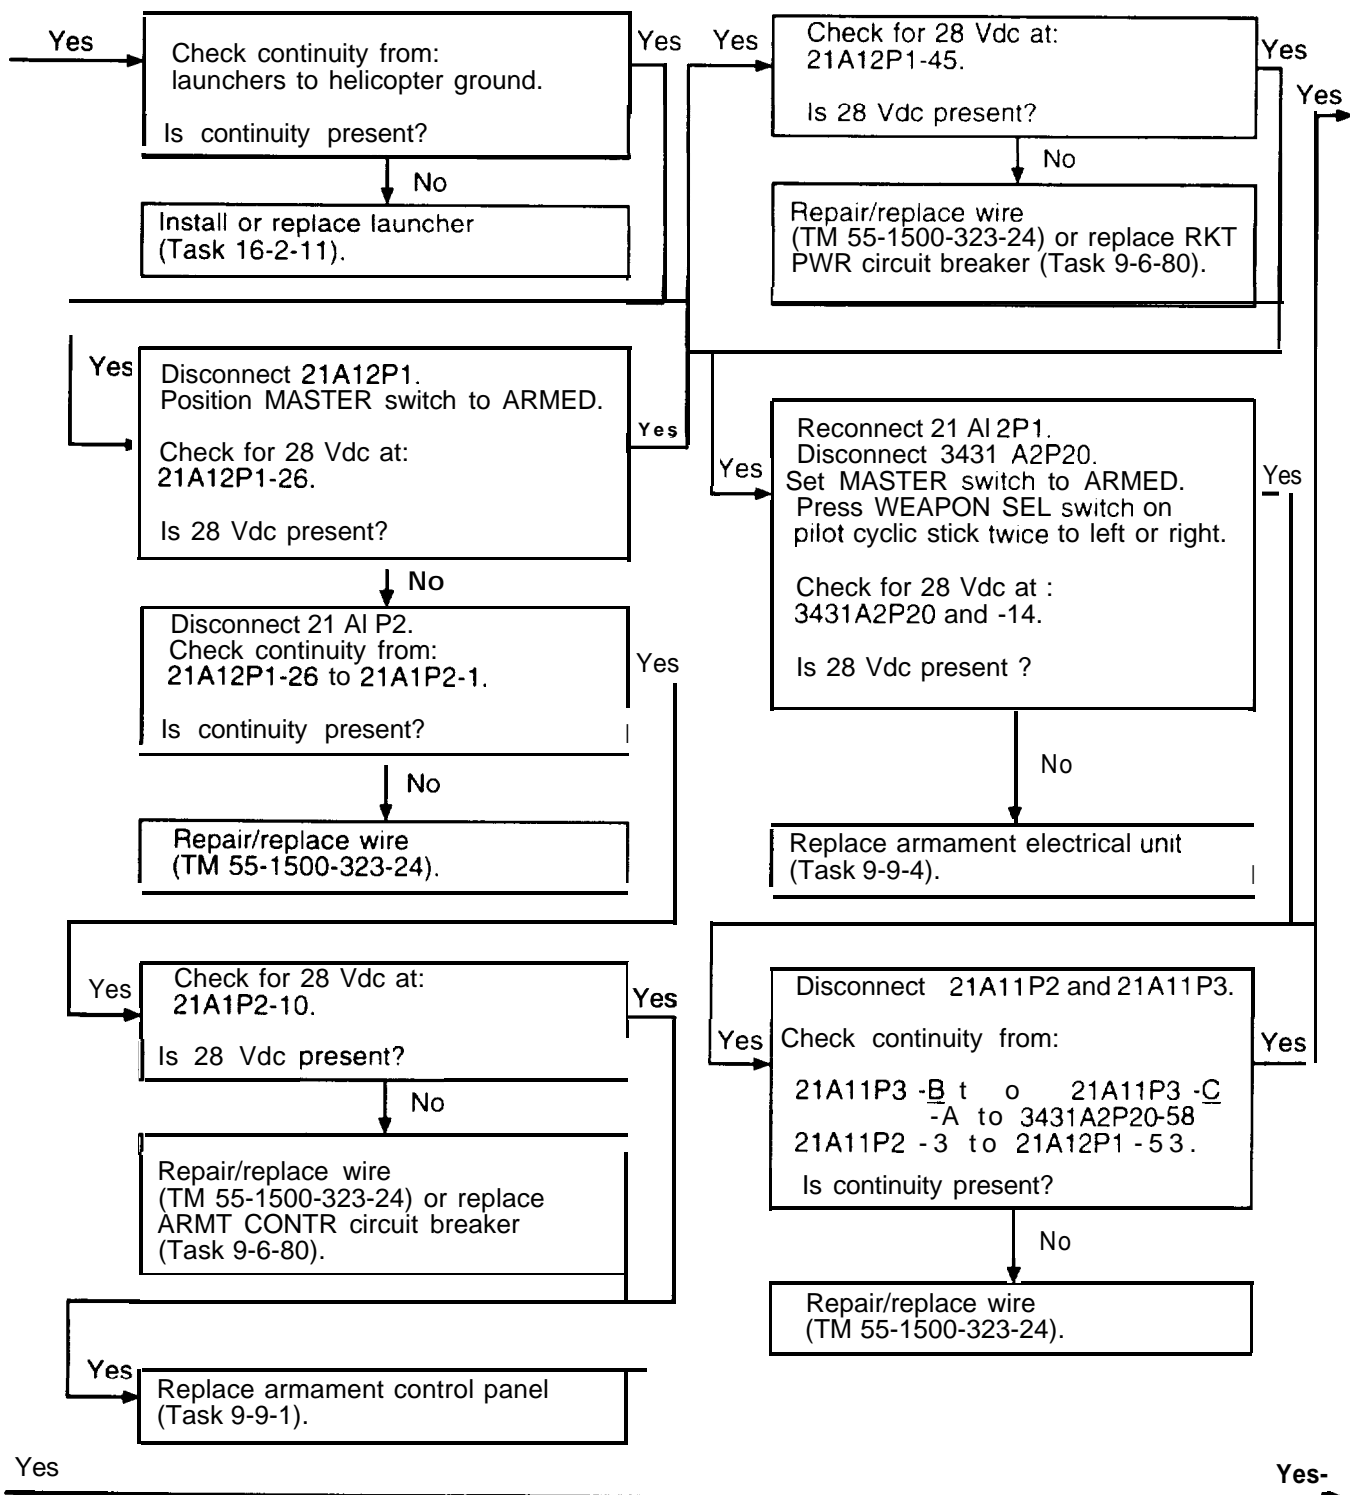 Yes
Check continuity from:
launchers to helicopter ground.
Is continuity present?
Yes
No
Install or replace launcher
(Task 16-2-11).
Yes
Disconnect 21A12P1.
Position MASTER switch to ARMED.
Check for 28 Vdc at:
21A12P1-26.
Is 28 Vdc present?
Yes
No
Disconnect 21 Al P2.
Check continuity from:
21A12P1-26 to 21A1P2-1.
Is continuity present?
Yes
No
Repair/replace wire
(TM 55-1500-323-24).
Yes
Check for 28 Vdc at:
21A1P2-10.
Is 28 Vdc present?
Yes
No
Repair/replace wire
(TM 55-1500-323-24) or replace
ARMT CONTR circuit breaker
(Task 9-6-80).
Yes
Replace armament control panel
(Task 9-9-1).
Yes
Yes
Check for 28 Vdc at:
21A12P1-45.
Is 28 Vdc present?
Yes
Yes
No
Repair/replace wire
(TM 55-1500-323-24) or replace RKT
PWR circuit breaker (Task 9-6-80).
Yes
Reconnect 21 Al 2P1.
Disconnect 3431 A2P20.
Set MASTER switch to ARMED.
Press WEAPON SEL switch on
pilot cyclic stick twice to left or right.
Check for 28 Vdc at :
3431A2P20 and -14.
Is 28 Vdc present ?
Yes
No
Replace armament electrical unit
(Task 9-9-4).
Yes
Disconnect 21A11P2 and 21A11P3.
Check continuity from:
21A11P3 -B t o 21A11P3 -C
-A to 3431A2P20-58
21A11P2 -3 to 21A12P1 -53.
Is continuity present?
Yes
No
Repair/replace wire
(TM 55-1500-323-24).
Yes-